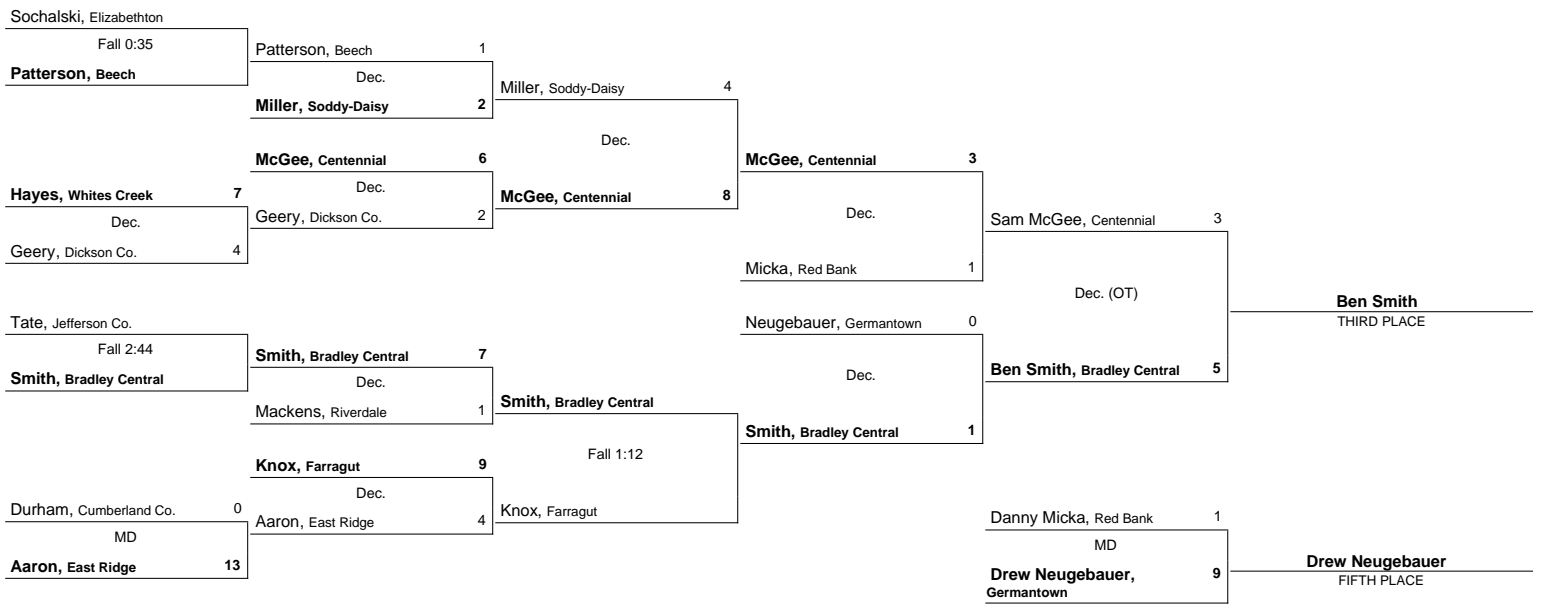 Sochalski, Elizabethton
Fall 0:35
Patterson, Beech
Hayes, Whites Creek 7
Dec.
Geery, Dickson Co. 4
Tate, Jefferson Co.
Fall 2:44
Smith, Bradley Central
Durham, Cumberland Co. 0
MD
Aaron, East Ridge 13
Patterson, Beech 1
Dec.
Miller, Soddy-Daisy 2
McGee, Centennial 6
Dec.
Geery, Dickson Co. 2
Smith, Bradley Central 7
Dec.
Mackens, Riverdale 1
Knox, Farragut 9
Dec.
Aaron, East Ridge 4
Miller, Soddy-Daisy 4
Dec.
McGee, Centennial 8
Smith, Bradley Central
Fall 1:12
Knox, Farragut
McGee, Centennial 3
Dec.
Micka, Red Bank 1
Neugebauer, Germantown 0
Dec.
Smith, Bradley Central 1
Sam McGee, Centennial 3
Dec. (OT)
Ben Smith, Bradley Central 5
Ben Smith
THIRD PLACE
Danny Micka, Red Bank 1
MD
Drew Neugebauer, 9
Germantown
Drew Neugebauer
FIFTH PLACE